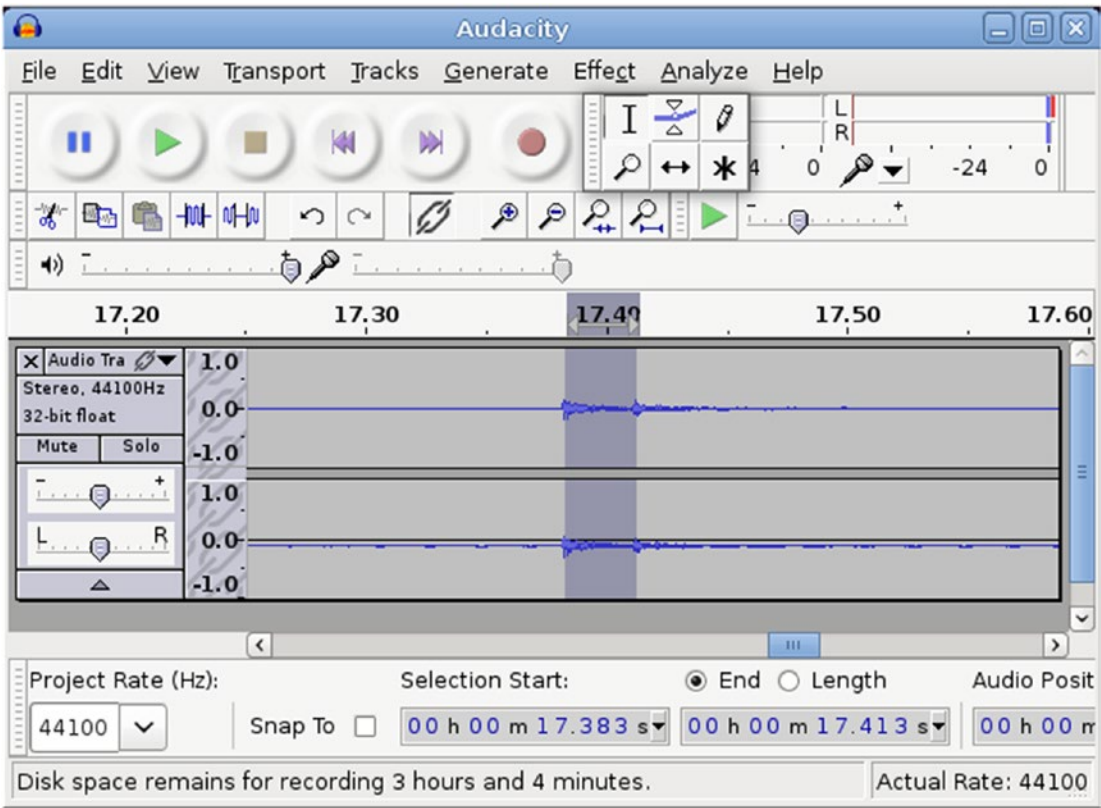 Audacity
File Edit View Transport Tracks Generate Effect Analyze Help
L
R
4 0 -24 0
- +
- + -
17.20 17.30 17.40 17.50 17.60
X Audio Tra 1.0
Stereo, 44100Hz
32-bit float 0.0
Mute Solo -1.0
- + 1.0
L R 0.0
-1.0
Project Rate (Hz): Selection Start: End Length Audio Posit
44100 Snap To 00 h 00 m 17.383 s 00 h 00 m 17.413 s 00 h 00 m
Disk space remains for recording 3 hours and 4 minutes. Actual Rate: 44100